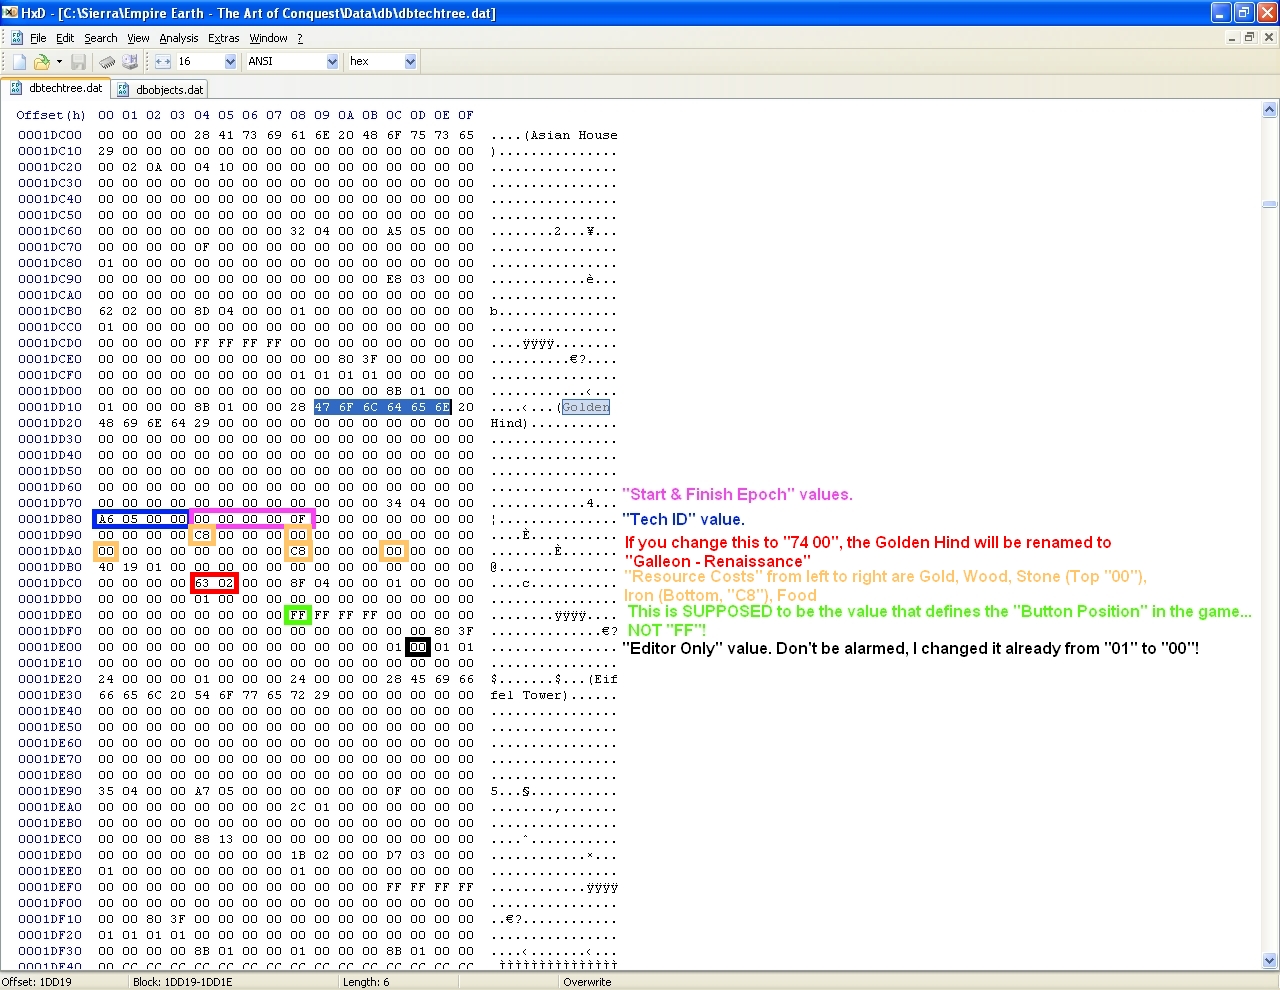 HxD - [C:\Sierra\Empire Earth - The Art of Conquest\Data\db\dbtechtree.dat]
File Edit Search View Analysis Extras Window ?
16 ANSI hex
dbtechtree.dat dbobjects.dat
Offset(h) 00 01 02 03 04 05 06 07 08 09 0A 0B 0C 0D 0E 0F
0001DC00 00 00 00 00 28 41 73 69 61 6E 20 48 6F 75 73 65 ....(Asian House
0001DC10 29 00 00 00 00 00 00 00 00 00 00 00 00 00 00 00 )...............
0001DC20 00 02 0A 00 04 10 00 00 00 00 00 00 00 00 00 00 ................
0001DC30 00 00 00 00 00 00 00 00 00 00 00 00 00 00 00 00 ................
0001DC40 00 00 00 00 00 00 00 00 00 00 00 00 00 00 00 00 ................
0001DC50 00 00 00 00 00 00 00 00 00 00 00 00 00 00 00 00 ................
0001DC60 00 00 00 00 00 00 00 00 32 04 00 00 A5 05 00 00 ........2...¥...
0001DC70 00 00 00 00 0F 00 00 00 00 00 00 00 00 00 00 00 ................
0001DC80 01 00 00 00 00 00 00 00 00 00 00 00 00 00 00 00 ................
0001DC90 00 00 00 00 00 00 00 00 00 00 00 00 E8 03 00 00 ............è...
0001DCA0 00 00 00 00 00 00 00 00 00 00 00 00 00 00 00 00 ................
0001DCB0 62 02 00 00 8D 04 00 00 01 00 00 00 00 00 00 00 b...............
0001DCC0 01 00 00 00 00 00 00 00 00 00 00 00 00 00 00 00 ................
0001DCD0 00 00 00 00 FF FF FF FF 00 00 00 00 00 00 00 00 ....ÿÿÿÿ........
0001DCE0 00 00 00 00 00 00 00 00 00 00 80 3F 00 00 00 00 ..........€?....
0001DCF0 00 00 00 00 00 00 00 00 01 01 01 01 00 00 00 00 ................
0001DD00 00 00 00 00 00 00 00 00 00 00 00 00 8B 01 00 00 ............‹...
0001DD10 01 00 00 00 8B 01 00 00 28 47 6F 6C 64 65 6E 20 ....‹...(Golden
0001DD20 48 69 6E 64 29 00 00 00 00 00 00 00 00 00 00 00 Hind)...........
0001DD30 00 00 00 00 00 00 00 00 00 00 00 00 00 00 00 00 ................
0001DD40 00 00 00 00 00 00 00 00 00 00 00 00 00 00 00 00 ................
0001DD50 00 00 00 00 00 00 00 00 00 00 00 00 00 00 00 00 ................
0001DD60 00 00 00 00 00 00 00 00 00 00 00 00 00 00 00 00 ................
"Start & Finish Epoch" values.
0001DD70 00 00 00 00 00 00 00 00 00 00 00 00 34 04 00 00 ............4...
0001DD80 A6 05 00 00 00 00 00 00 0F 00 00 00 00 00 00 00 ¦............... "Tech ID" value.
0001DD90 00 00 00 00 C8 00 00 00 00 00 00 00 00 00 00 00 ....È...........
If you change this to "74 00", the Golden Hind will be renamed to
0001DDA0 00 00 00 00 00 00 00 00 C8 00 00 00 00 00 00 00 ........È.......
"Galleon - Renaissance"
0001DDB0 40 19 01 00 00 00 00 00 00 00 00 00 00 00 00 00 @...............
"Resource Costs" from left to right are Gold, Wood, Stone (Top "00"),
0001DDC0 00 00 00 00 63 02 00 00 8F 04 00 00 01 00 00 00 ....c...........
Iron (Bottom, "C8"), Food
0001DDD0 00 00 00 00 01 00 00 00 00 00 00 00 00 00 00 00 ................
This is SUPPOSED to be the value that defines the "Button Position" in the game...
0001DDE0 00 00 00 00 00 00 00 00 FF FF FF FF 00 00 00 00 ........ÿÿÿÿ....
NOT "FF"!
0001DDF0 00 00 00 00 00 00 00 00 00 00 00 00 00 00 80 3F ..............€?
0001DE00 00 00 00 00 00 00 00 00 00 00 00 00 01 00 01 01 ................ "Editor Only" value. Don't be alarmed, I changed it already from "01" to "00"!
0001DE10 00 00 00 00 00 00 00 00 00 00 00 00 00 00 00 00 ................
0001DE20 24 00 00 00 01 00 00 00 24 00 00 00 28 45 69 66 $.......$...(Eif
0001DE30 66 65 6C 20 54 6F 77 65 72 29 00 00 00 00 00 00 fel Tower)......
0001DE40 00 00 00 00 00 00 00 00 00 00 00 00 00 00 00 00 ................
0001DE50 00 00 00 00 00 00 00 00 00 00 00 00 00 00 00 00 ................
0001DE60 00 00 00 00 00 00 00 00 00 00 00 00 00 00 00 00 ................
0001DE70 00 00 00 00 00 00 00 00 00 00 00 00 00 00 00 00 ................
0001DE80 00 00 00 00 00 00 00 00 00 00 00 00 00 00 00 00 ................
0001DE90 35 04 00 00 A7 05 00 00 00 00 00 00 0F 00 00 00 5...§...........
0001DEA0 00 00 00 00 00 00 00 00 2C 01 00 00 00 00 00 00 ........,.......
0001DEB0 00 00 00 00 00 00 00 00 00 00 00 00 00 00 00 00 ................
0001DEC0 00 00 00 00 88 13 00 00 00 00 00 00 00 00 00 00 ....ˆ...........
0001DED0 00 00 00 00 00 00 00 00 1B 02 00 00 D7 03 00 00 ............×...
0001DEE0 01 00 00 00 00 00 00 00 01 00 00 00 00 00 00 00 ................
0001DEF0 00 00 00 00 00 00 00 00 00 00 00 00 FF FF FF FF ............ÿÿÿÿ
0001DF00 00 00 00 00 00 00 00 00 00 00 00 00 00 00 00 00 ................
0001DF10 00 00 80 3F 00 00 00 00 00 00 00 00 00 00 00 00 ..€?............
0001DF20 01 01 01 01 00 00 00 00 00 00 00 00 00 00 00 00 ................
0001DF30 00 00 00 00 8B 01 00 00 01 00 00 00 8B 01 00 00 ....‹.......‹...
0001DF40 00 CC CC CC CC CC CC CC CC CC CC CC CC CC CC CC
Offset: 1DD19 Block: 1DD19-1DD1E Length: 6 Overwrite